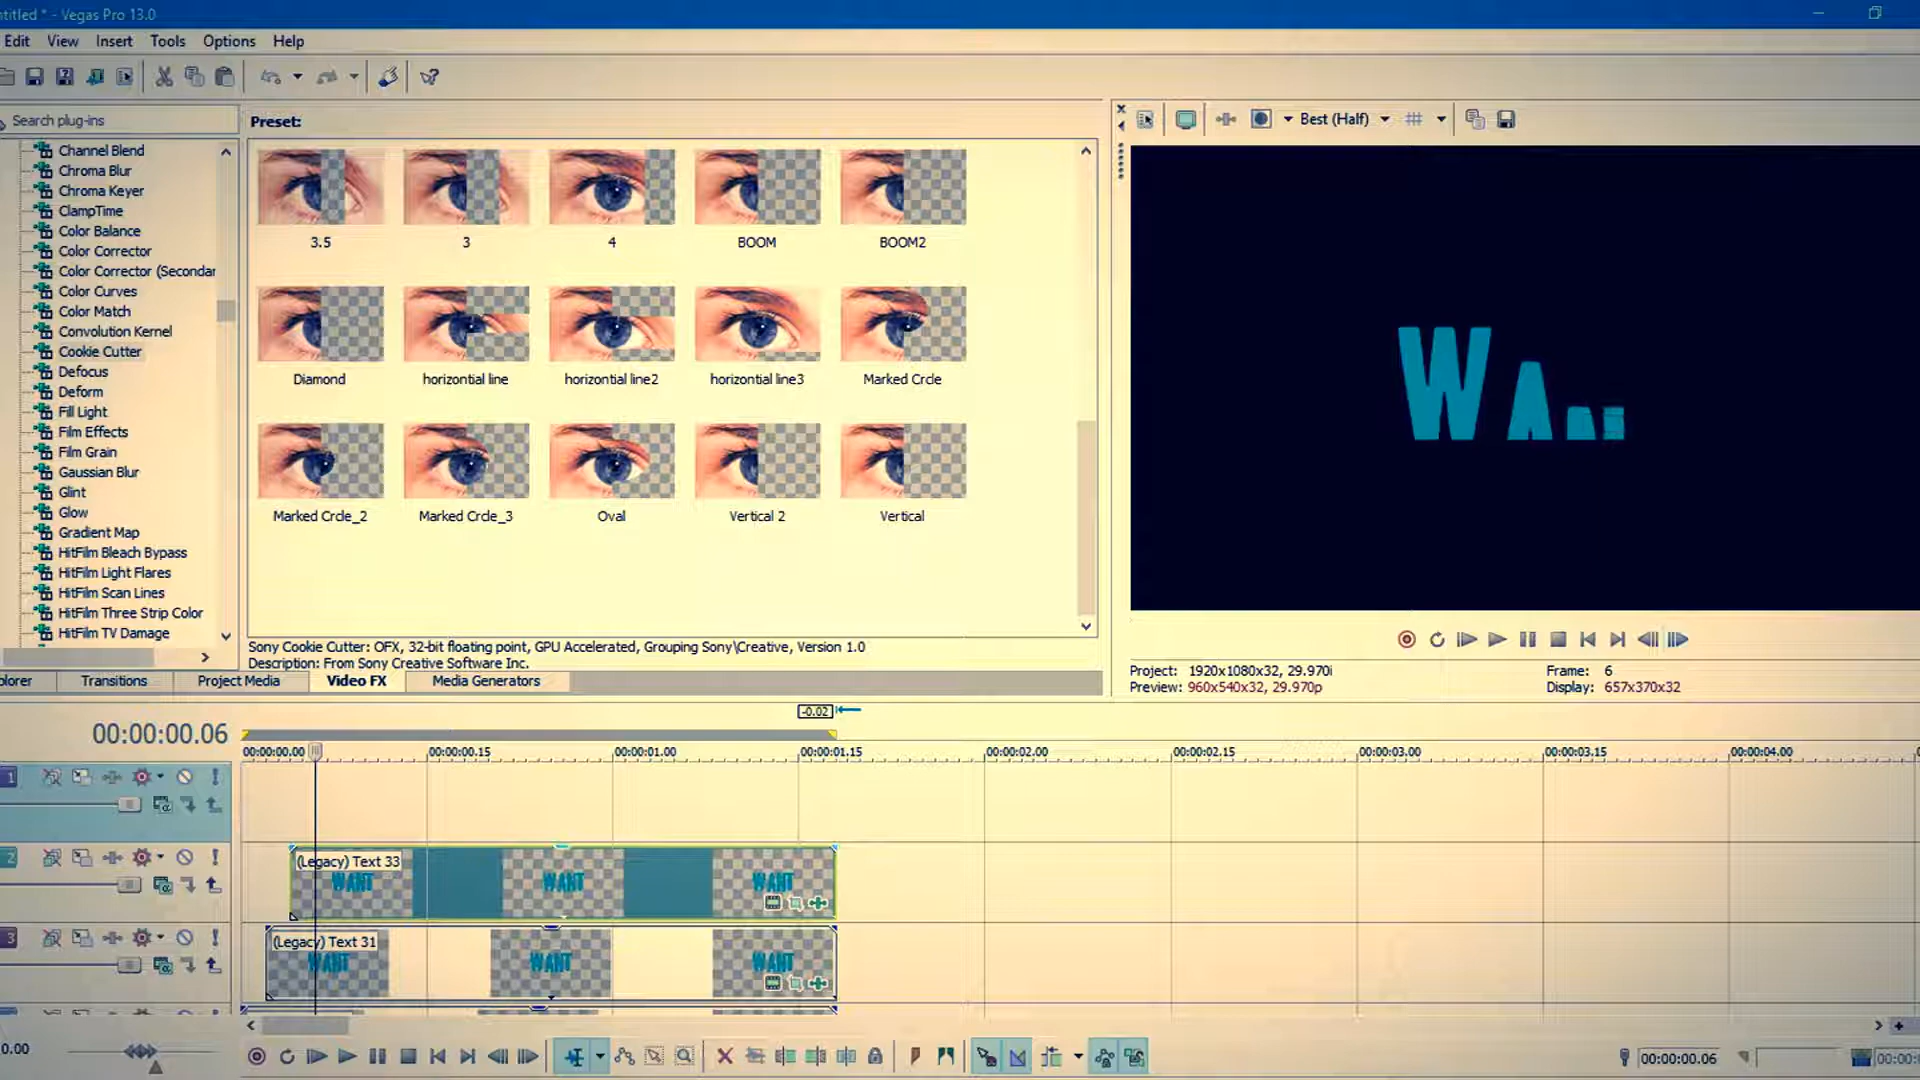 ntitled * - Vegas Pro 13.0
Edit View Insert Tools Options Help
Search plug-ins
Preset:
Best (Half)
Channel Blend
Chroma Blur
Chroma Keyer
ClampTime
Color Balance
Color Corrector
Color Corrector (Secondar
Color Curves
Color Match
Convolution Kernel
Cookie Cutter
Defocus
Deform
Fill Light
Film Effects
Film Grain
Gaussian Blur
Glint
Glow
Gradient Map
HitFilm Bleach Bypass
HitFilm Light Flares
HitFilm Scan Lines
HitFilm Three Strip Color
HitFilm TV Damage
3.5 3 4 BOOM BOOM2
Diamond horizontial line horizontial line2 horizontial line3 Marked Crcle
Marked Crcle_2 Marked Crcle_3 Oval Vertical 2 Vertical
Sony Cookie Cutter: OFX, 32-bit floating point, GPU Accelerated, Grouping Sony\Creative, Version 1.0
Description: From Sony Creative Software Inc.
plorer Transitions Project Media Video FX Media Generators
WA
Project: 1920x1080x32, 29.970i
Frame: 6
Preview: 960x540x32, 29.970p
Display: 657x370x32
-0.02
00:00:00.06
00:00:00.00 00:00:00.15 00:00:01.00 00:00:01.15 00:00:02.00 00:00:02.15 00:00:03.00 00:00:03.15 00:00:04.00
1
2
(Legacy) Text 33
WANT WANT WANT
3
(Legacy) Text 31
WANT WANT WANT
0.00
00:00:00.06
00:00: